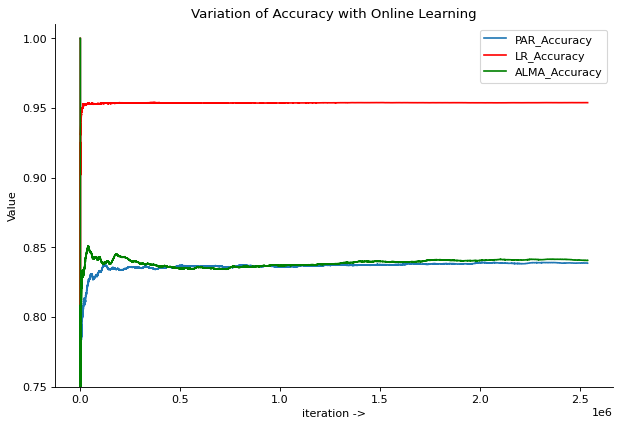 Variation of Accuracy with Online Learning
PAR_Accuracy
LR_Accuracy
ALMA_Accuracy
Value
1.00
0.95
0.90
0.85
0.80
0.75
0.0 0.5 1.0 1.5 2.0 2.5
1e6
iteration ->